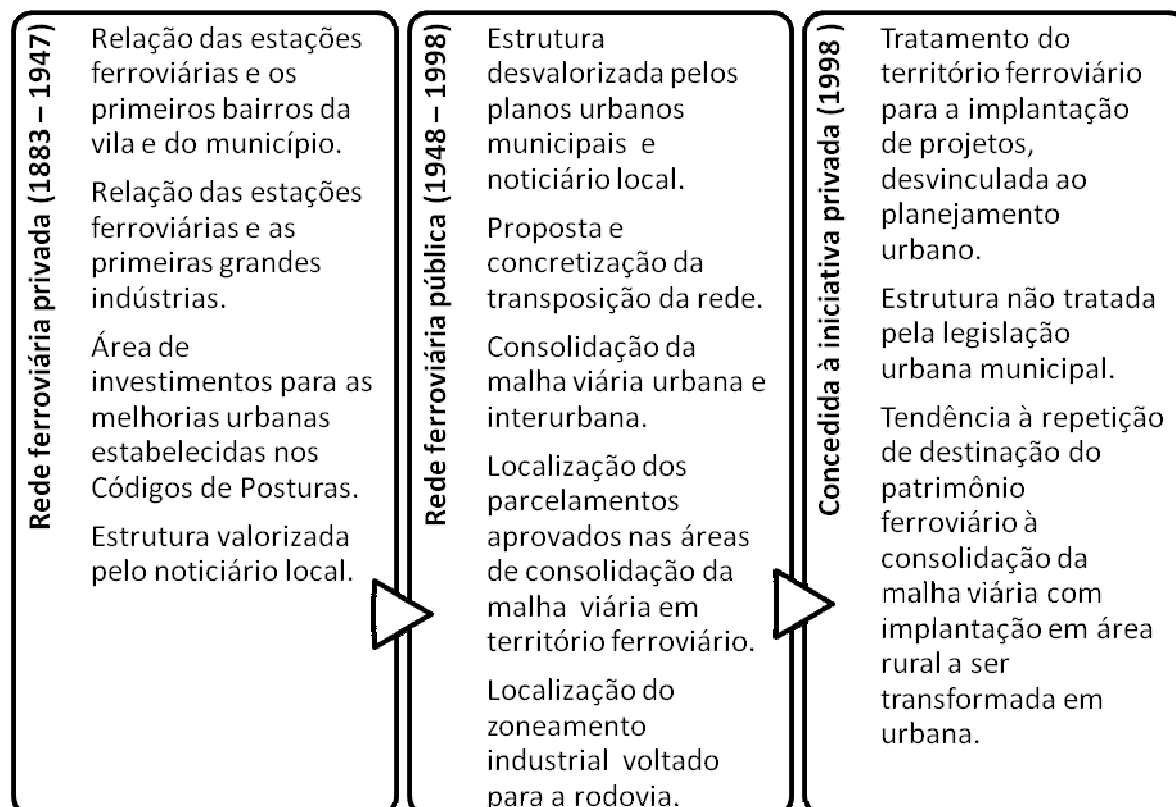 Rede ferroviária privada (1883 – 1947)
Relação das estações
ferroviárias e os
primeiros bairros da
vila e do município.
Relação das estações
ferroviárias e as
primeiras grandes
indústrias.
Área de
investimentos para as
melhorias urbanas
estabelecidas nos
Códigos de Posturas.
Estrutura valorizada
pelo noticiário local.
Rede ferroviária pública (1948 – 1998)
Estrutura
desvalorizada pelos
planos urbanos
municipais e
noticiário local.
Proposta e
concretização da
transposição da rede.
Consolidação da
malha viária urbana e
interurbana.
Localização dos
parcelamentos
aprovados nas áreas
de consolidação da
malha viária em
território ferroviário.
Localização do
zoneamento
industrial voltado
para a rodovia.
Concedida à iniciativa privada (1998 )
Tratamento do
território ferroviário
para a implantação
de projetos,
desvinculada ao
planejamento
urbano.
Estrutura não tratada
pela legislação
urbana municipal.
Tendência à repetição
de destinação do
patrimônio
ferroviário à
consolidação da
malha viária com
implantação em área
rural a ser
transformada em
urbana.